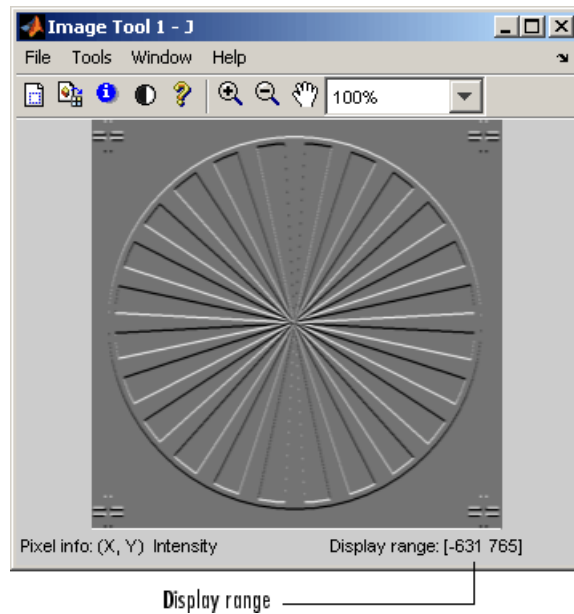 Image Tool 1 - J
File Tools Window Help
100%
Pixel info: (X, Y) Intensity Display range: [-631 765]
Display range